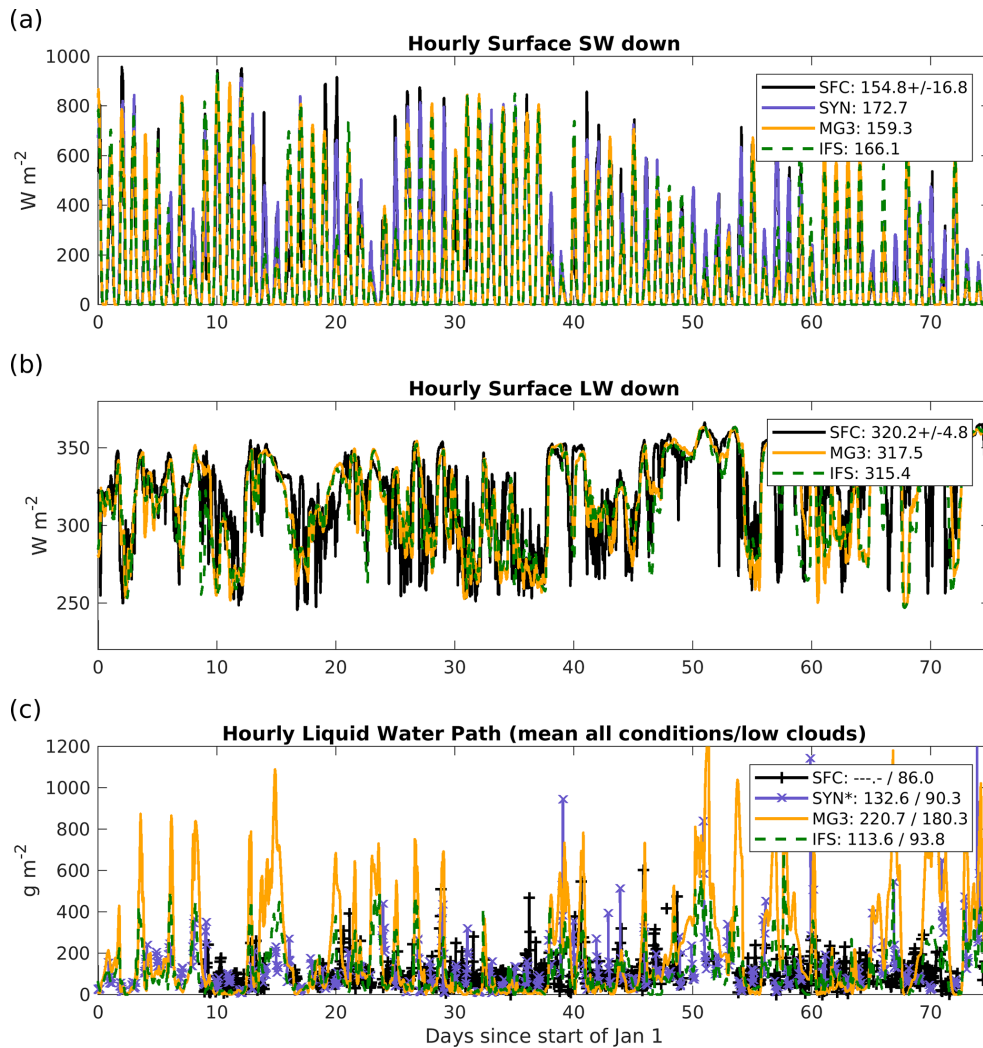 (a)
Hourly Surface SW down
W m-2
1000
800
600
400
200
0
SFC: 154.8+/-16.8
SYN: 172.7
MG3: 159.3
IFS: 166.1
0 10 20 30 40 50 60 70
(b)
Hourly Surface LW down
W m-2
350
300
250
SFC: 320.2+/-4.8
MG3: 317.5
IFS: 315.4
0 10 20 30 40 50 60 70
(c)
Hourly Liquid Water Path (mean all conditions/low clouds)
g m-2
1200
1000
800
600
400
200
0
SFC: ---.- / 86.0
SYN*: 132.6 / 90.3
MG3: 220.7 / 180.3
IFS: 113.6 / 93.8
0 10 20 30 40 50 60 70
Days since start of Jan 1